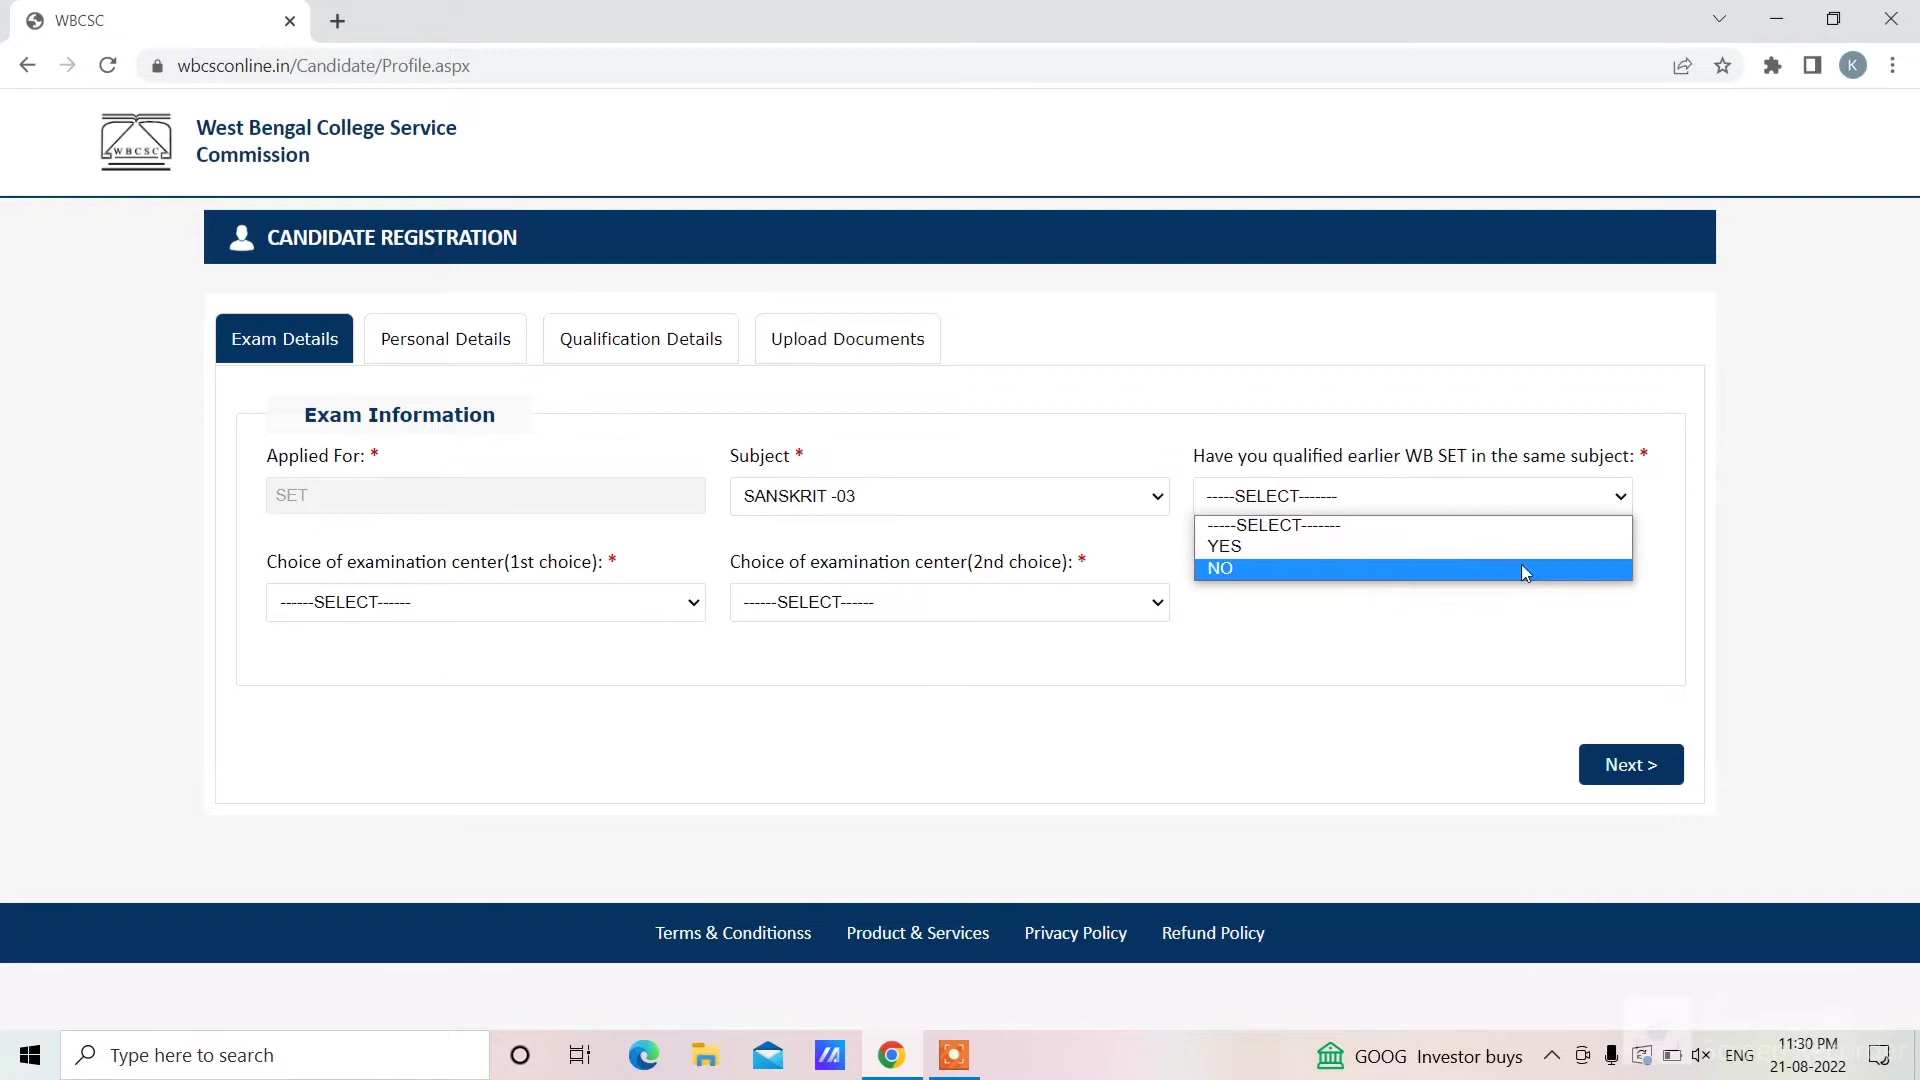 WBCSC
wbcsconline.in/Candidate/Profile.aspx
K
WBCSC
West Bengal College Service
Commission
CANDIDATE REGISTRATION
Exam Details
Personal Details
Qualification Details
Upload Documents
Exam Information
Applied For: *
Subject *
Have you qualified earlier WB SET in the same subject: *
SET
SANSKRIT -03
-----SELECT-------
-----SELECT-------
YES
NO
Choice of examination center(1st choice): *
Choice of examination center(2nd choice): *
------SELECT------
------SELECT------
Next >
Terms & Conditionss
Product & Services
Privacy Policy
Refund Policy
Type here to search
GOOG Investor buys
ENG
11:30 PM
21-08-2022